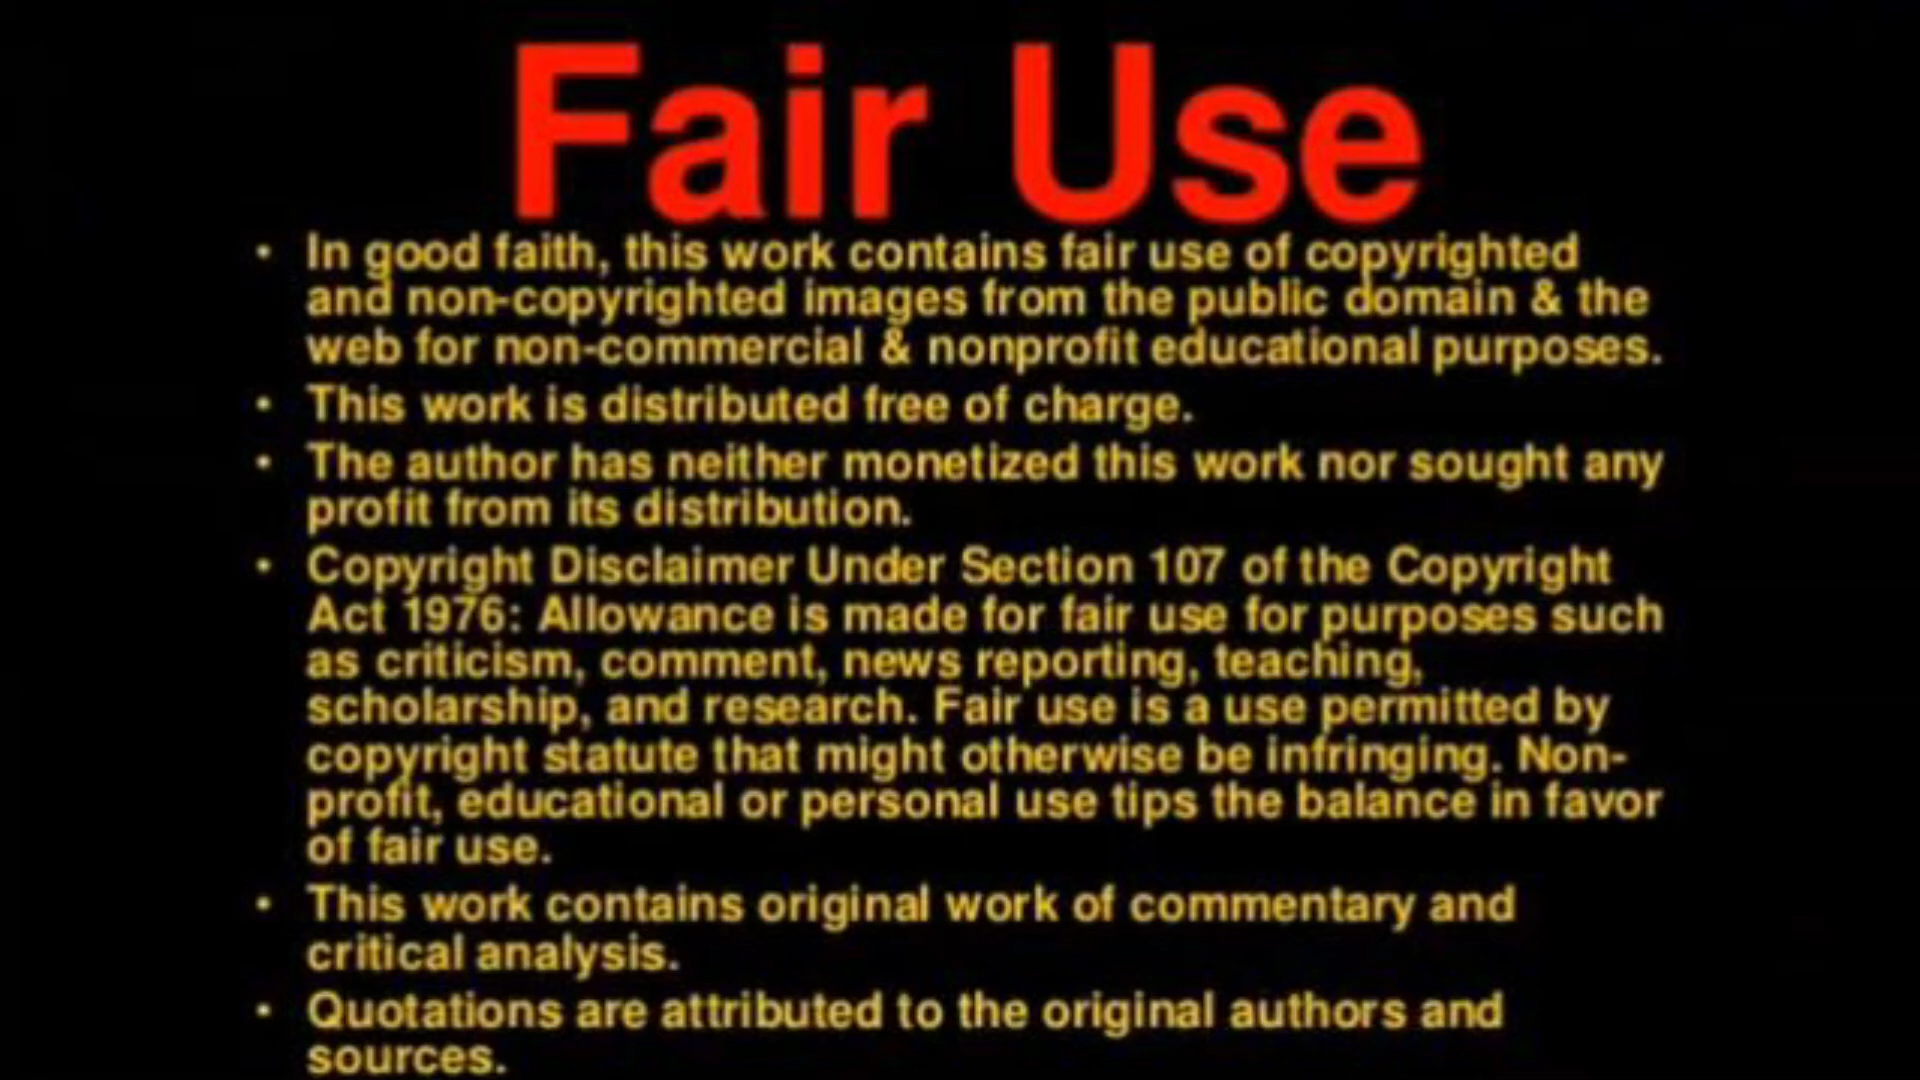 Fair Use
• In good faith, this work contains fair use of copyrighted
and non-copyrighted images from the public domain & the
web for non-commercial & nonprofit educational purposes.
• This work is distributed free of charge.
• The author has neither monetized this work nor sought any
profit from its distribution.
• Copyright Disclaimer Under Section 107 of the Copyright
Act 1976: Allowance is made for fair use for purposes such
as criticism, comment, news reporting, teaching,
scholarship, and research. Fair use is a use permitted by
copyright statute that might otherwise be infringing. Non-
profit, educational or personal use tips the balance in favor
of fair use.
• This work contains original work of commentary and
critical analysis.
• Quotations are attributed to the original authors and
sources.